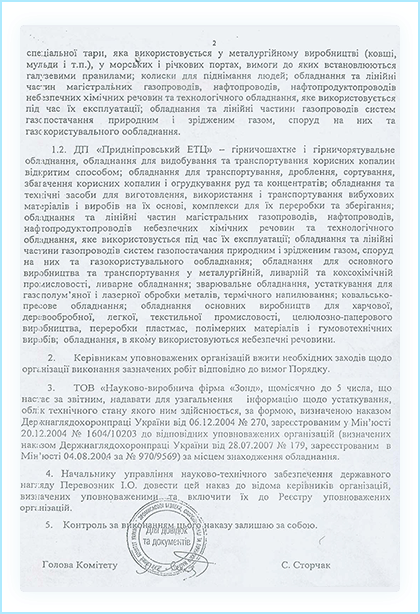 2
спеціальної тари, яка використовується у металургійному виробництві (ковші,
мульди і т.п.), у морських і річкових портах, вимоги до яких встановлюються
галузевими правилами; колиски для піднімання людей; обладнання та лінійні
частин магістральних газопроводів, нафтопроводів, нафтопродуктопроводів
небезпечних хімічних речовин та технологічного обладнання, яке використовується
під час їх експлуатації; обладнання та лінійні частини газопроводів систем
газопостачання природним і зрідженим газом, споруд на них та
газокористувального ообладнання.
1.2. ДП «Придніпровський ЕТЦ» – гірничошахтне і гірничорятувальне
обладнання, обладнання для видобування та транспортування корисних копалин
відкритим способом; обладнання для транспортування, дроблення, сортування,
збагачення корисних копалин і огрудкування руд та концентратів; обладнання та
технічні засоби для виготовлення, використання і транспортування вибухових
матеріалів і виробів на їх основі, комплекси для їх переробки та зберігання;
обладнання та лінійні частин магістральних газопроводів, нафтопроводів,
нафтопродуктопроводів небезпечних хімічних речовин та технологічного
обладнання, яке використовується під час їх експлуатації; обладнання та лінійні
частини газопроводів систем газопостачання природним і зрідженим газом, споруд
на них та газокористувального обладнання; обладнання для основного
виробництва та транспортування у металургійній, ливарній та коксохімічній
промисловості, ливарне обладнання; зварювальне обладнання, устаткування для
газополум’яної і лазерної обробки металів, термічного напилювання; ковальсько-
пресове обладнання; обладнання основних виробництв для харчової,
деревообробної, легкої, текстильної промисловості, целюлозно-паперового
виробництва, переробки пластмас, полімерних матеріалів і гумотехнічних
виробів; обладнання, в якому використовуються небезпечні речовини.
2. Керівникам уповноважених організацій вжити необхідних заходів щодо
організації виконання зазначених робіт відповідно до вимог Порядку.
3. ТОВ «Науково-виробнича фірма «Зонд», щомісячно до 5 числа, що
настає за звітним, надавати для узагальнення інформацію щодо устаткування,
облік технічного стану якого ним здійснюється, за формою, визначеною наказом
Держнаглядохоронпраці України від 06.12.2004 № 270, зареєстрованим у Мін’юсті
20.12.2004 № 1604/10203 до відповідних уповноважених організацій (визначених
наказом Держнаглядохоронпраці України від 28.07.2007 № 179, зареєстрованим в
Мін’юсті 04.08.2004 за № 970/9569) за місцем знаходження обладнання.
4. Начальнику управління науково-технічного забезпечення державного
нагляду Перевозник І.О. довести цей наказ до відома керівників організацій,
визначених уповноваженими та включити їх до Реєстру уповноважених
організацій.
5. Контроль за виконанням цього наказу залишаю за собою.
Для довідок
та документів
Голова Комітету С. Сторчак